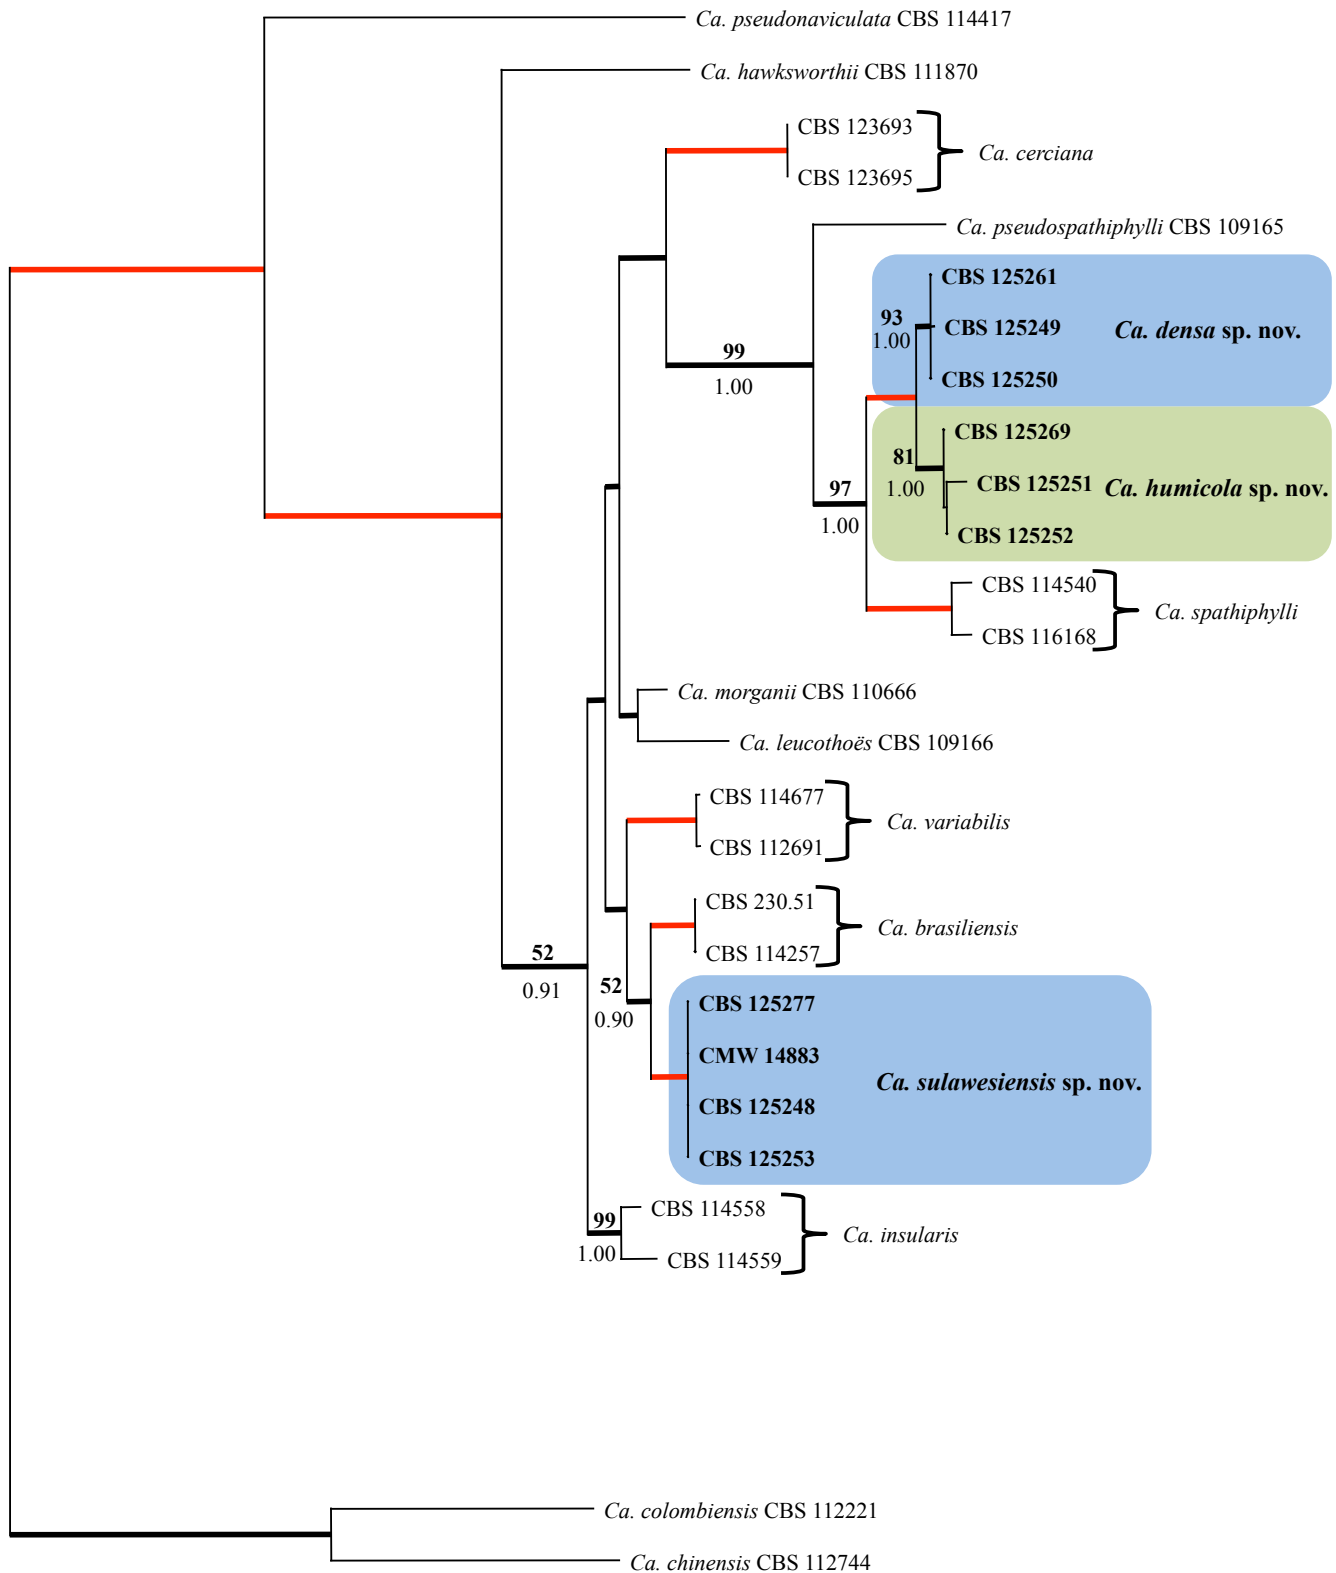 Ca. pseudonaviculata CBS 114417
Ca. hawksworthii CBS 111870
CBS 123693
Ca. cerciana
CBS 123695
Ca. pseudospathiphylli CBS 109165
CBS 125261
93
1.00
CBS 125249
Ca. densa sp. nov.
99
1.00
CBS 125250
CBS 125269
81
1.00
CBS 125251
Ca. humicola sp. nov.
97
1.00
CBS 125252
CBS 114540
Ca. spathiphylli
CBS 116168
Ca. morganii CBS 110666
Ca. leucothoës CBS 109166
CBS 114677
Ca. variabilis
CBS 112691
CBS 230.51
Ca. brasiliensis
CBS 114257
52
0.91
52
0.90
CBS 125277
CMW 14883
Ca. sulawesiensis sp. nov.
CBS 125248
CBS 125253
CBS 114558
99
1.00
Ca. insularis
CBS 114559
Ca. colombiensis CBS 112221
Ca. chinensis CBS 112744